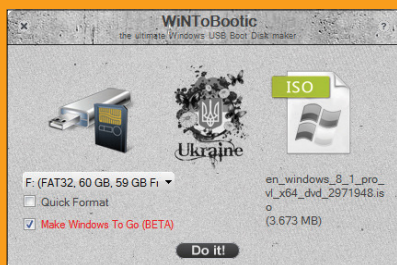 WiNToBootic
the ultimate Windows USB Boot Disk maker
?
ISO
Ukraine
F: (FAT32, 60 GB, 59 GB Fr
Quick Format
Make Windows To Go (BETA)
en_windows_8_1_pro_
vl_x64_dvd_2971948.is
o
(3.673 MB)
Do it!